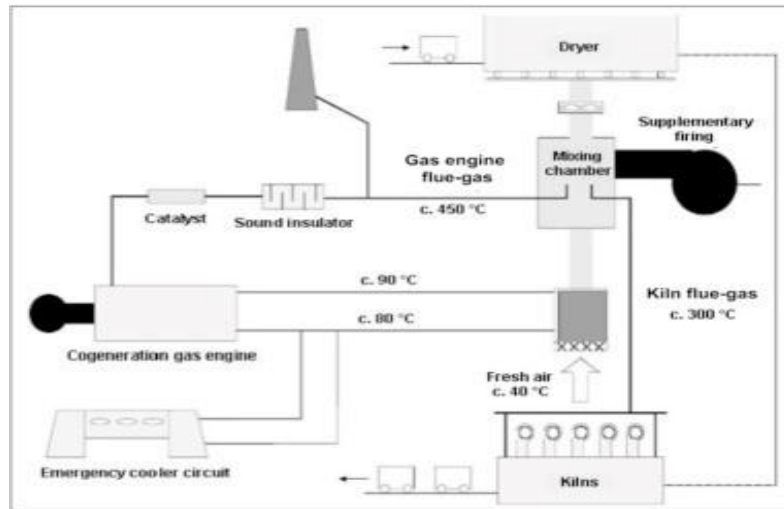 Dryer
Supplementary
firing
Mixing
chamber
Gas engine
flue-gas
c. 450 °C
Catalyst
Sound insulator
c. 90 °C
c. 80 °C
Kiln flue-gas
c. 300 °C
Cogeneration gas engine
Fresh air
c. 40 °C
Emergency cooler circuit
Kilns